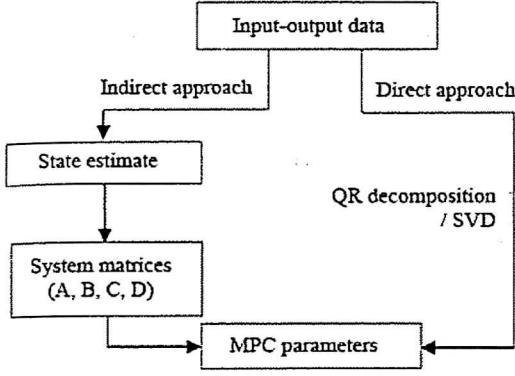 Input-output data
Indirect approach
Direct approach
State estimate
QR decomposition
/ SVD
System matrices
(A, B, C, D)
MPC parameters